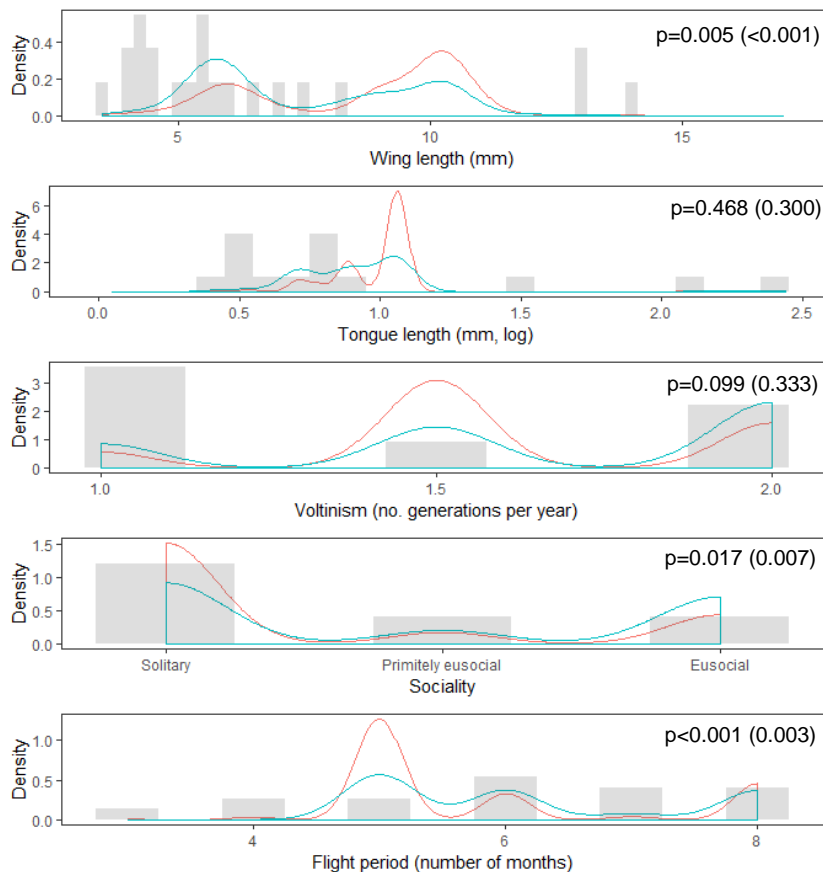 p=0.005 (<0.001)
Density
0.4
0.2
0.0
5 10 15
Wing length (mm)
p=0.468 (0.300)
Density
6
4
2
0
0.0 0.5 1.0 1.5 2.0 2.5
Tongue length (mm, log)
p=0.099 (0.333)
Density
3
2
1
0
1.0 1.5 2.0
Voltinism (no. generations per year)
p=0.017 (0.007)
Density
1.5
1.0
0.5
0.0
Solitary Primitely eusocial Eusocial
Sociality
p<0.001 (0.003)
Density
1.0
0.5
0.0
4 6 8
Flight period (number of months)